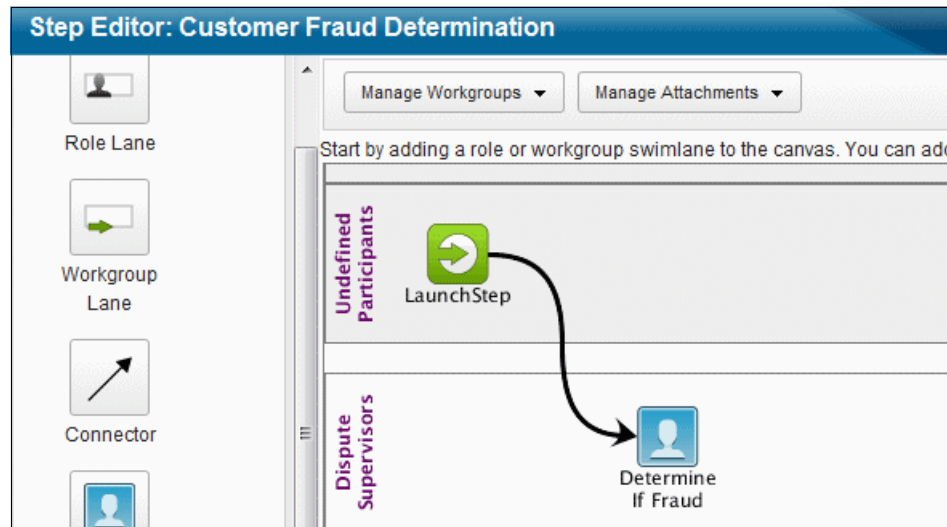 Step Editor: Customer Fraud Determination
Role Lane
Workgroup
Lane
Connector
Manage Workgroups
Manage Attachments
Start by adding a role or workgroup swimlane to the canvas. You can
Undefined
Participants
LaunchStep
Dispute
Supervisors
Determine
If Fraud